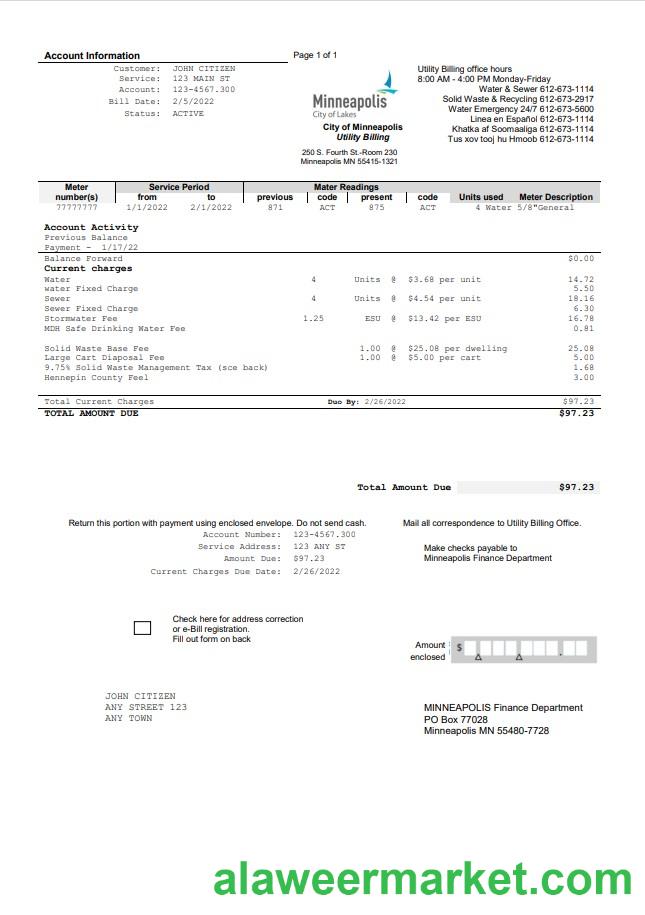 Account Information
Page 1 of 1
Customer: JOHN CITIZEN
Service: 123 MAIN ST
Account: 123-4567.300
Bill Date: 2/5/2022
Status: ACTIVE
Minneapolis
City of Lakes
City of Minneapolis
Utility Billing
250 S. Fourth St.-Room 230
Minneapolis MN 55415-1321
Utility Billing office hours
8:00 AM - 4:00 PM Monday-Friday
Water & Sewer 612-673-1114
Solid Waste & Recycling 612-673-2917
Water Emergency 24/7 612-673-5600
Linea en Español 612-673-1114
Khatka af Soomaaliga 612-673-1114
Tus xov tooj hu Hmoob 612-673-1114
Meter Service Period Mater Readings
number(s) from to previous code present code Units used Meter Description
77777777 1/1/2022 2/1/2022 871 ACT 875 ACT 4 Water 5/8"General
Account Activity
Previous Balance
Payment - 1/17/22
Balance Forward $0.00
Current charges
Water 4 Units @ $3.68 per unit 14.72
water Fixed Charge 5.50
Sewer 4 Units @ $4.54 per unit 18.16
Sewer Fixed Charge 6.30
Stormwater Fee 1.25 ESU @ $13.42 per ESU 16.78
MDH Safe Drinking Water Fee 0.81
Solid Waste Base Fee 1.00 @ $25.08 per dwelling 25.08
Large Cart Disposal Fee 1.00 @ $5.00 per cart 5.00
9.75% Solid Waste Management Tax (sce back) 1.68
Hennepin County Feel 3.00
Total Current Charges Duo By: 2/26/2022 $97.23
TOTAL AMOUNT DUE $97.23
Total Amount Due $97.23
Return this portion with payment using enclosed envelope. Do not send cash.
Mail all correspondence to Utility Billing Office.
Account Number: 123-4567.300
Service Address: 123 ANY ST
Amount Due: $97.23
Current Charges Due Date: 2/26/2022
Make checks payable to
Minneapolis Finance Department
Check here for address correction
or e-Bill registration.
Fill out form on back
Amount
enclosed
$ .
JOHN CITIZEN
ANY STREET 123
ANY TOWN
MINNEAPOLIS Finance Department
PO Box 77028
Minneapolis MN 55480-7728
alaweermarket.com